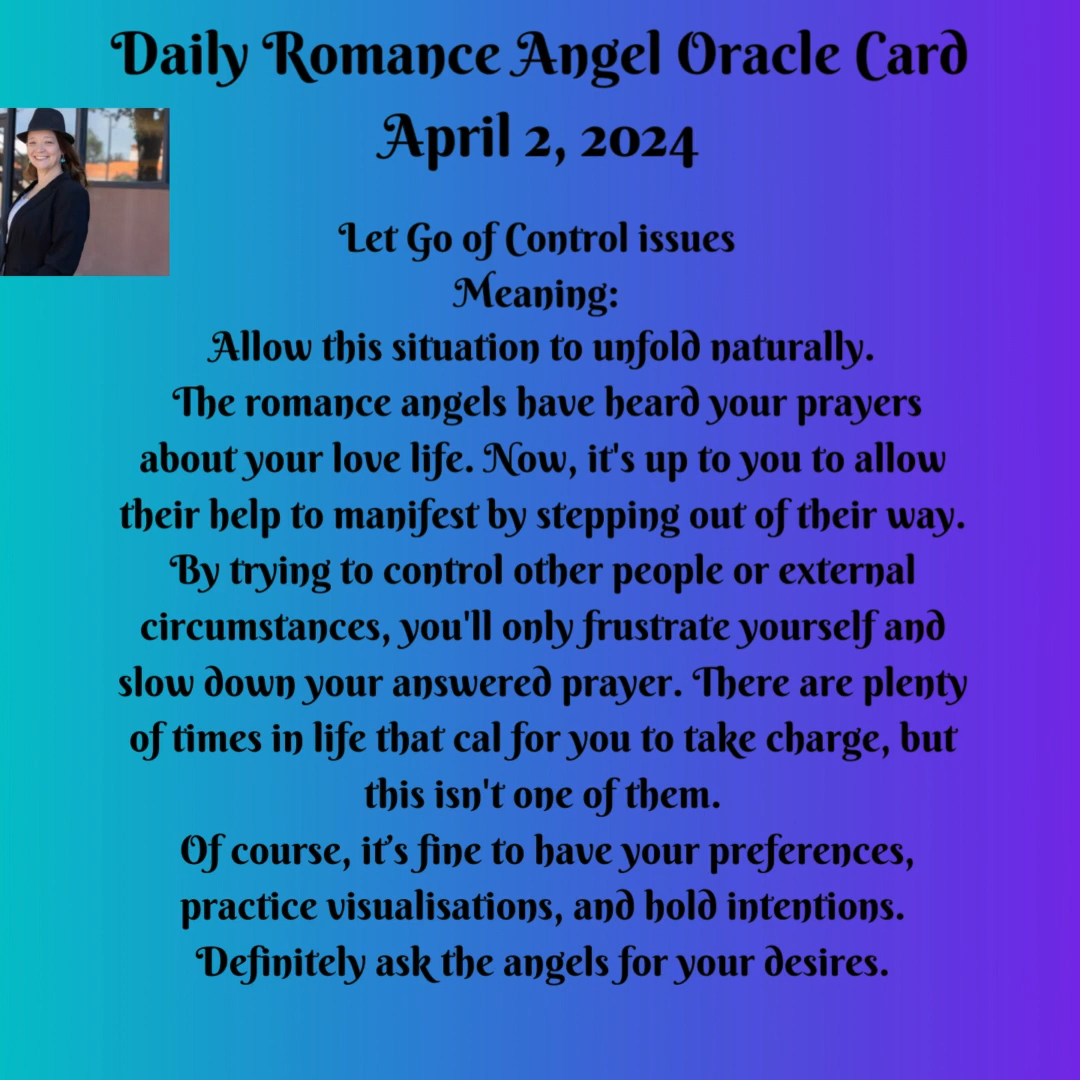 Daily Romance Angel Oracle Card
April 2, 2024
Let Go of Control issues
Meaning:
Allow this situation to unfold naturally.
The romance angels have heard your prayers
about your love life. Now, it's up to you to allow
their help to manifest by stepping out of their way.
By trying to control other people or external
circumstances, you'll only frustrate yourself and
slow down your answered prayer. There are plenty
of times in life that cal for you to take charge, but
this isn't one of them.
Of course, it's fine to have your preferences,
practice visualisations, and hold intentions.
Definitely ask the angels for your desires.